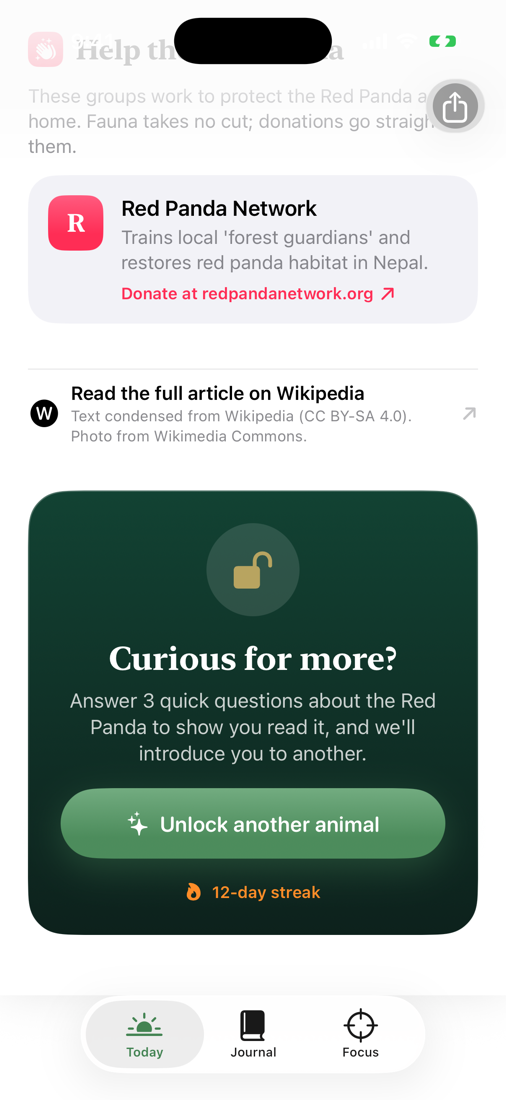 Help th
These groups work to protect the Red Panda a
home. Fauna takes no cut; donations go straigh
them.
R
Red Panda Network
Trains local 'forest guardians' and
restores red panda habitat in Nepal.
Donate at redpandanetwork.org
W
Read the full article on Wikipedia
Text condensed from Wikipedia (CC BY-SA 4.0).
Photo from Wikimedia Commons.
Curious for more?
Answer 3 quick questions about the Red
Panda to show you read it, and we'll
introduce you to another.
Unlock another animal
12-day streak
Today
Journal
Focus